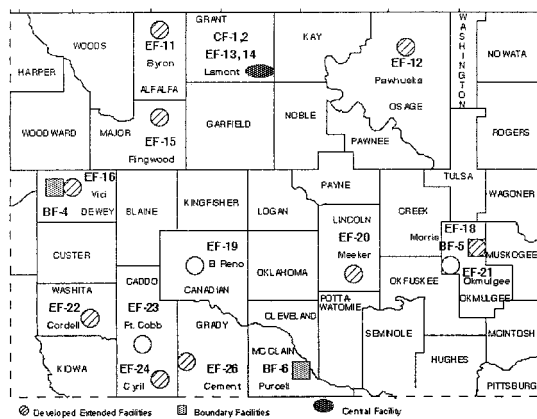 GRANT
WOODS
EF-11
Byron
ALFALFA
CF-1,2
EF-13, 14
Lamont
KAY
EF-12
Pawhuska
OSAGE
WASHINGTON
NOWATA
HARPER
WOODWARD
MAJOR
EF-15
Ringwood
GARFIELD
NOBLE
PAWNEE
ROGERS
TULSA
EF-16
Vici
BF-4
DEWEY
BLAINE
KINGFISHER
LOGAN
PAYNE
LINCOLN
EF-20
Meeker
CREEK
WAGONER
EF-18
Morris
BF-5
MUSKOGEE
EF-21
Okmulgee
OKMULGEE
CUSTER
EF-19
El Reno
CANADIAN
OKLAHOMA
OKFUSKEE
WASHITA
EF-22
Cordell
CADDO
EF-23
Ft. Cobb
GRADY
CLEVELAND
POTTA-
WATOMIE
SEMINOLE
MCINTOSH
HUGHES
KIOWA
EF-24
Cyril
EF-26
Cement
MC CLAIN
BF-6
Purcell
PITTSBURG
Developed Extended Facilities
Boundary Facilities
Central Facility